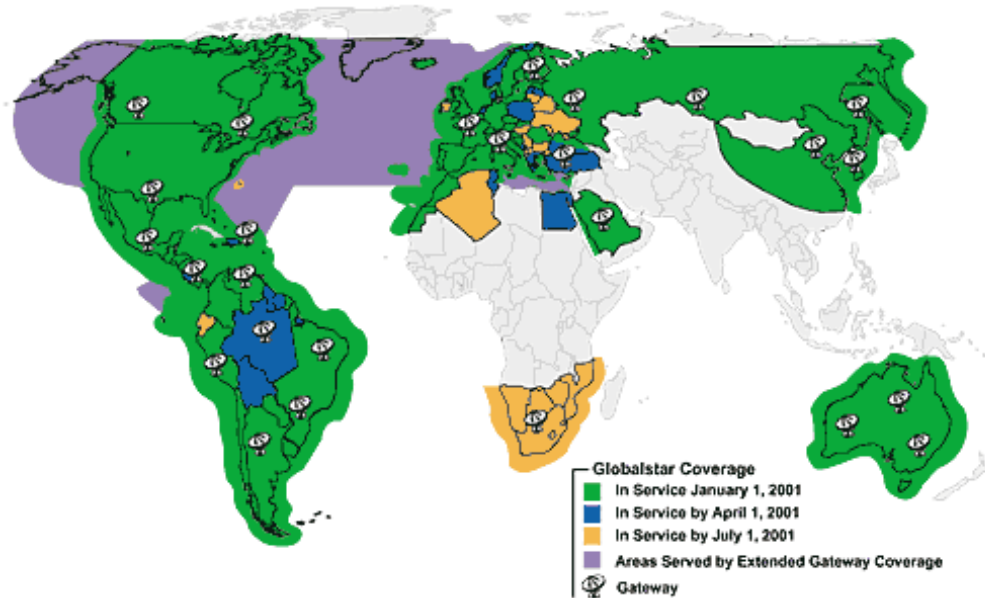 Globalstar Coverage
In Service January 1, 2001
In Service by April 1, 2001
In Service by July 1, 2001
Areas Served by Extended Gateway Coverage
Gateway